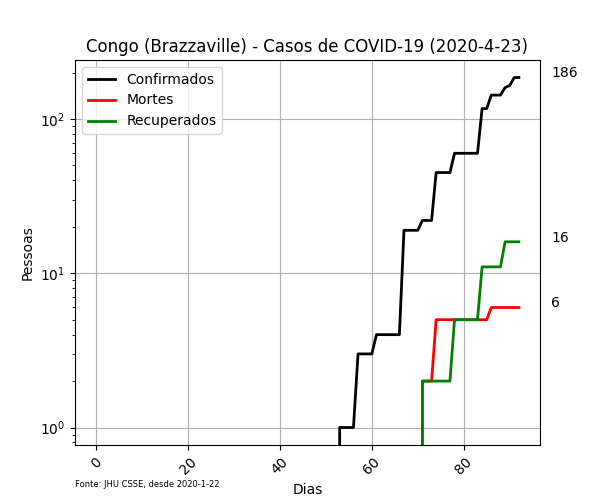 Congo (Brazzaville) - Casos de COVID-19 (2020-4-23)
Confirmados
Mortes
Recuperados
186
16
6
10²
10¹
10⁰
Pessoas
0
20
40
60
80
Dias
Fonte: JHU CSSE, desde 2020-1-22